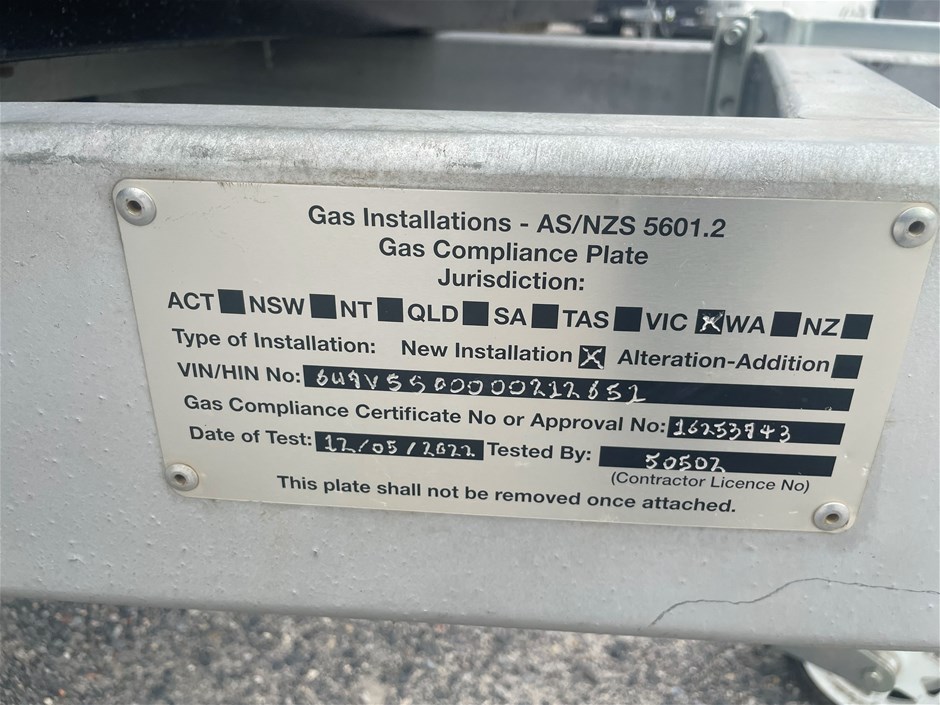 Gas Installations - AS/NZS 5601.2
Gas Compliance Plate
Jurisdiction:
ACT NSW NT QLD SA TAS VIC WA NZ
Type of Installation: New Installation Alteration-Addition
VIN/HIN No:
Gas Compliance Certificate No or Approval No: 16253743
Date of Test: 12/05/2022 Tested By: 50502
(Contractor Licence No)
This plate shall not be removed once attached.